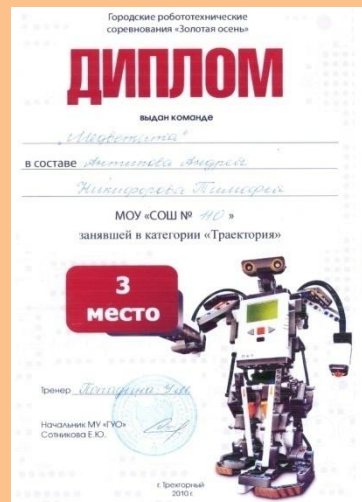 Городские робототехнические
соревнования «Золотая осень»
ДИПЛОМ
выдан команде
"Медвежата"
в составе Антипова Андрея
Никифорова Тимофея
МОУ «СОШ № 110 »
занявшей в категории «Траектория»
3
место
Тренер
Начальник МУ «ГУО»
Сотникова Е.Ю.
г. Трехгорный
2010 г.